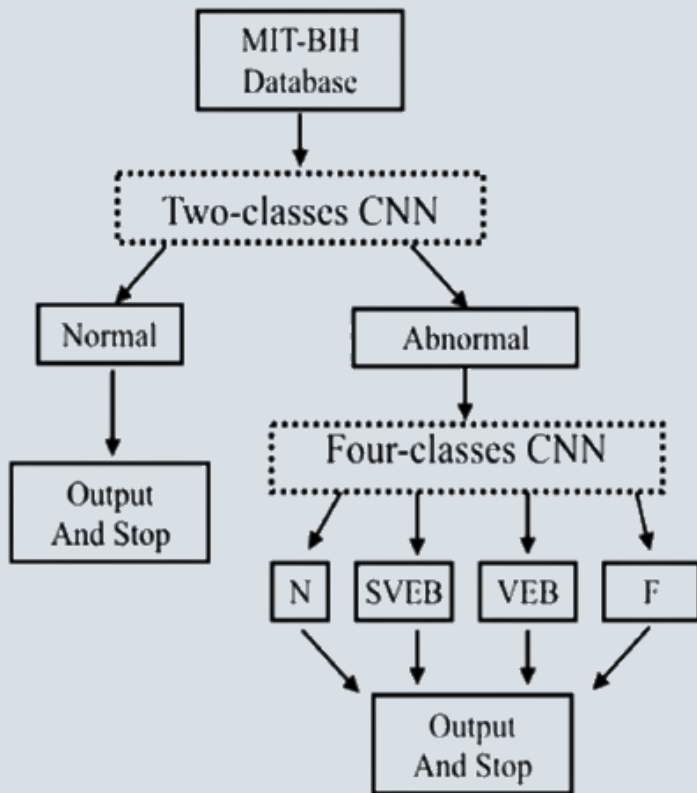 MIT-BIH
Database
Two-classes CNN
Normal
Abnormal
Four-classes CNN
Output
And Stop
N
SVEB
VEB
F
Output
And Stop